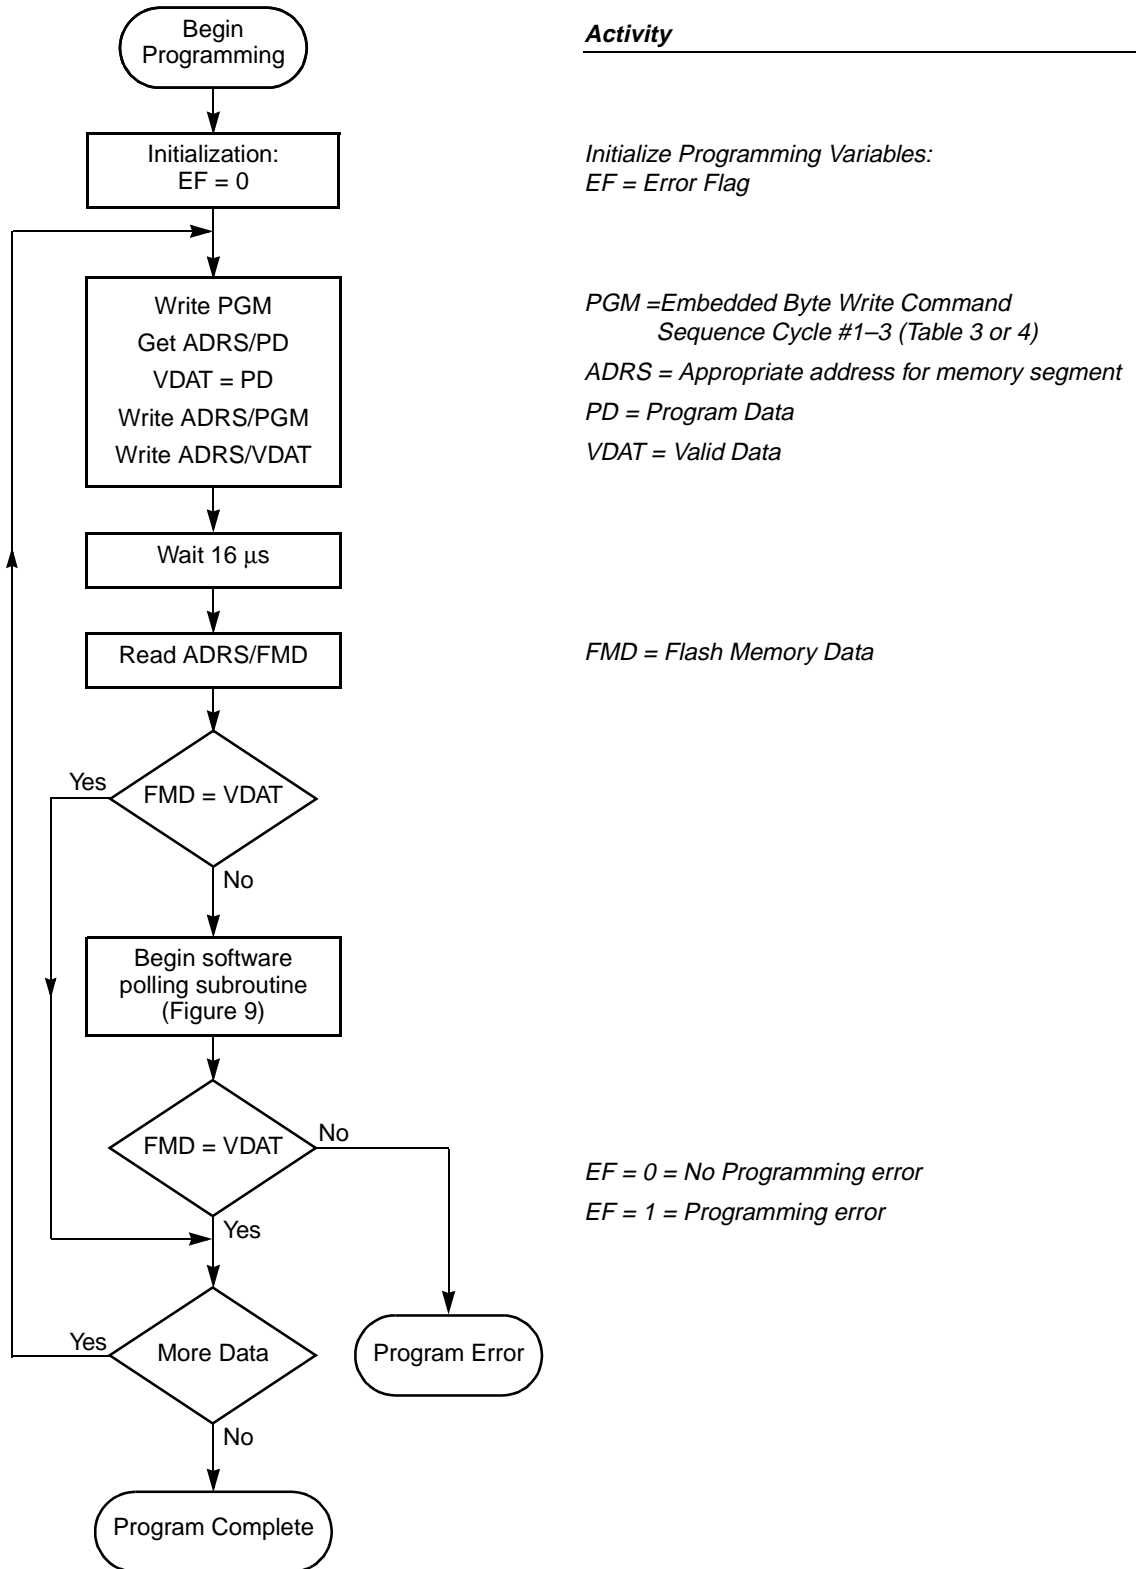 Begin
Programming
Activity
Initialization:
EF = 0
Initialize Programming Variables:
EF = Error Flag
Write PGM
Get ADRS/PD
VDAT = PD
Write ADRS/PGM
Write ADRS/VDAT
PGM =Embedded Byte Write Command
Sequence Cycle #1–3 (Table 3 or 4)
ADRS = Appropriate address for memory segment
PD = Program Data
VDAT = Valid Data
Wait 16 μs
Read ADRS/FMD
FMD = Flash Memory Data
Yes
FMD = VDAT
No
Begin software
polling subroutine
(Figure 9)
FMD = VDAT
No
Yes
EF = 0 = No Programming error
EF = 1 = Programming error
Yes
More Data
No
Program Error
Program Complete